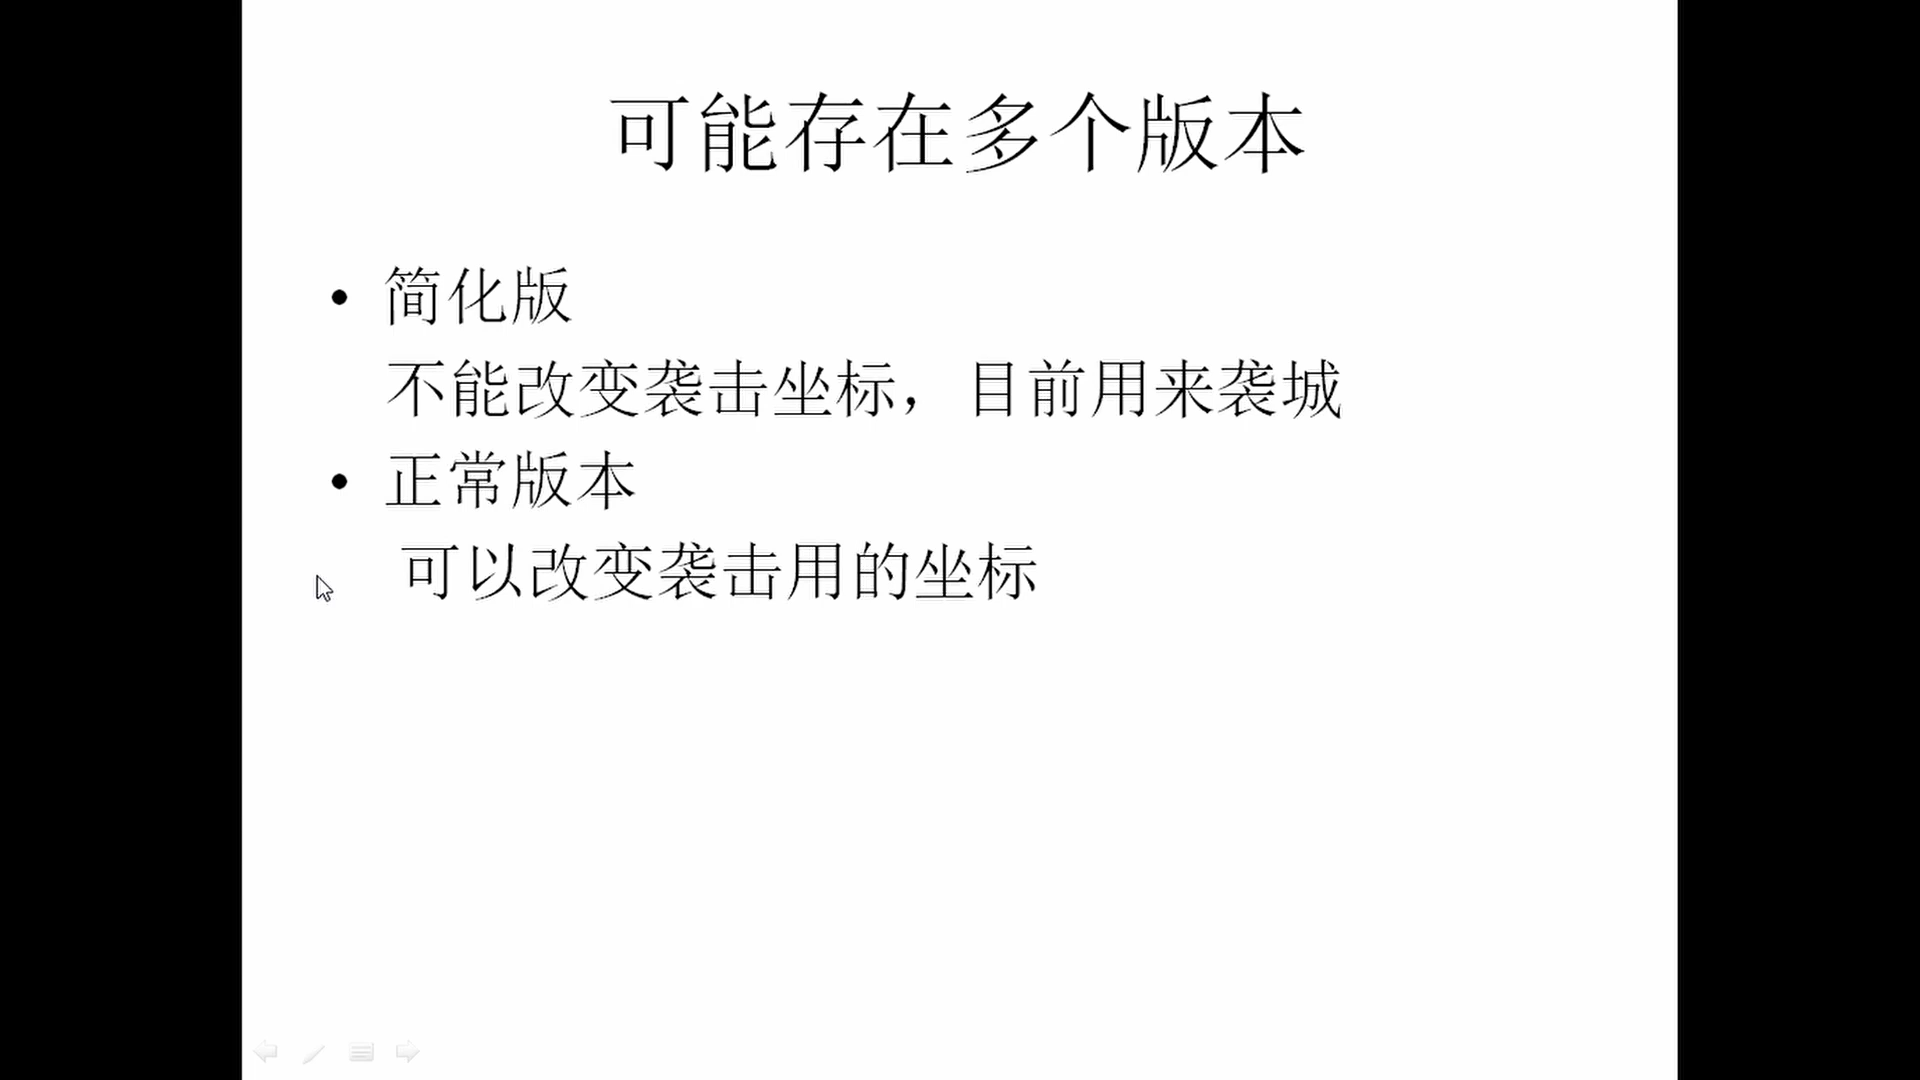 可能存在多个版本
• 简化版
不能改变袭击坐标，目前用来袭城
• 正常版本
可以改变袭击用的坐标